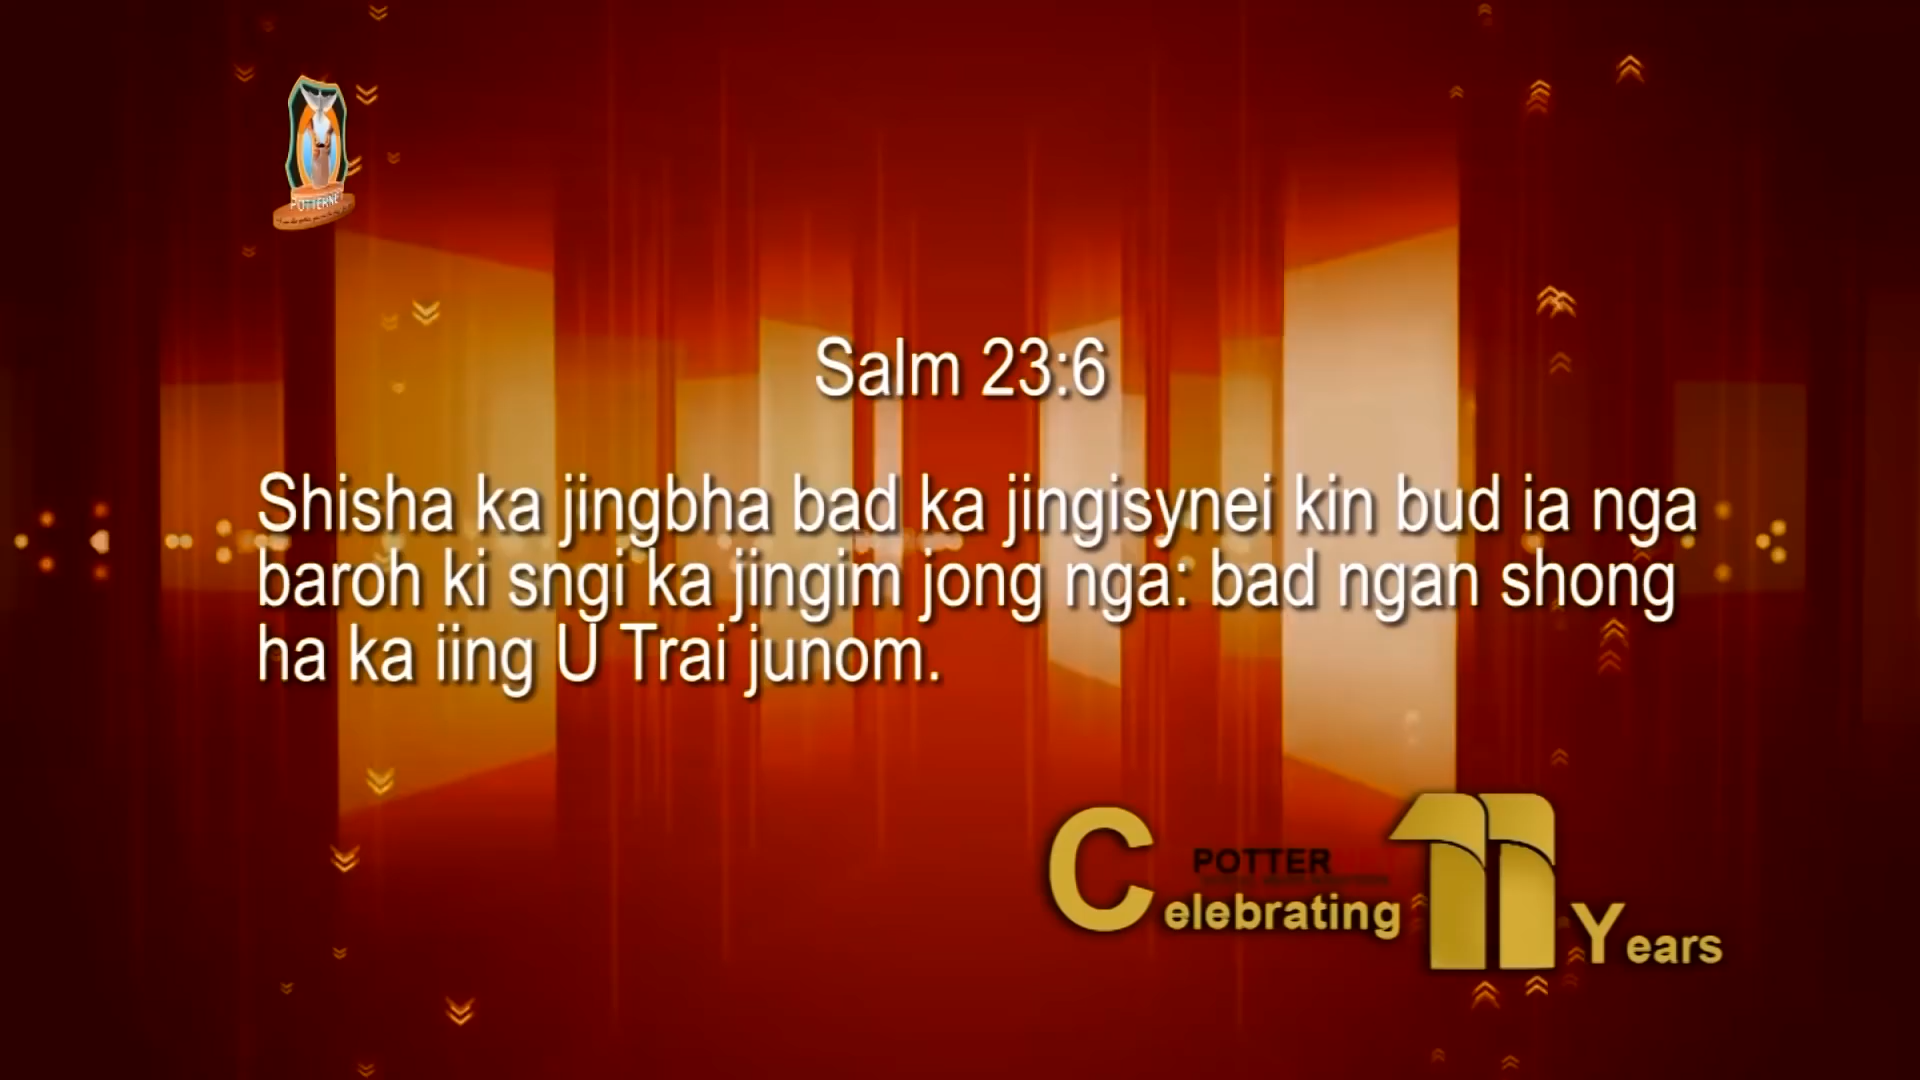 POTTERNET
Salm 23:6
Shisha ka jingbha bad ka jingisynei kin bud ia nga
baroh ki sngi ka jingim jong nga: bad ngan shong
ha ka iing U Trai junom.
POTTER
Celebrating 11 Years